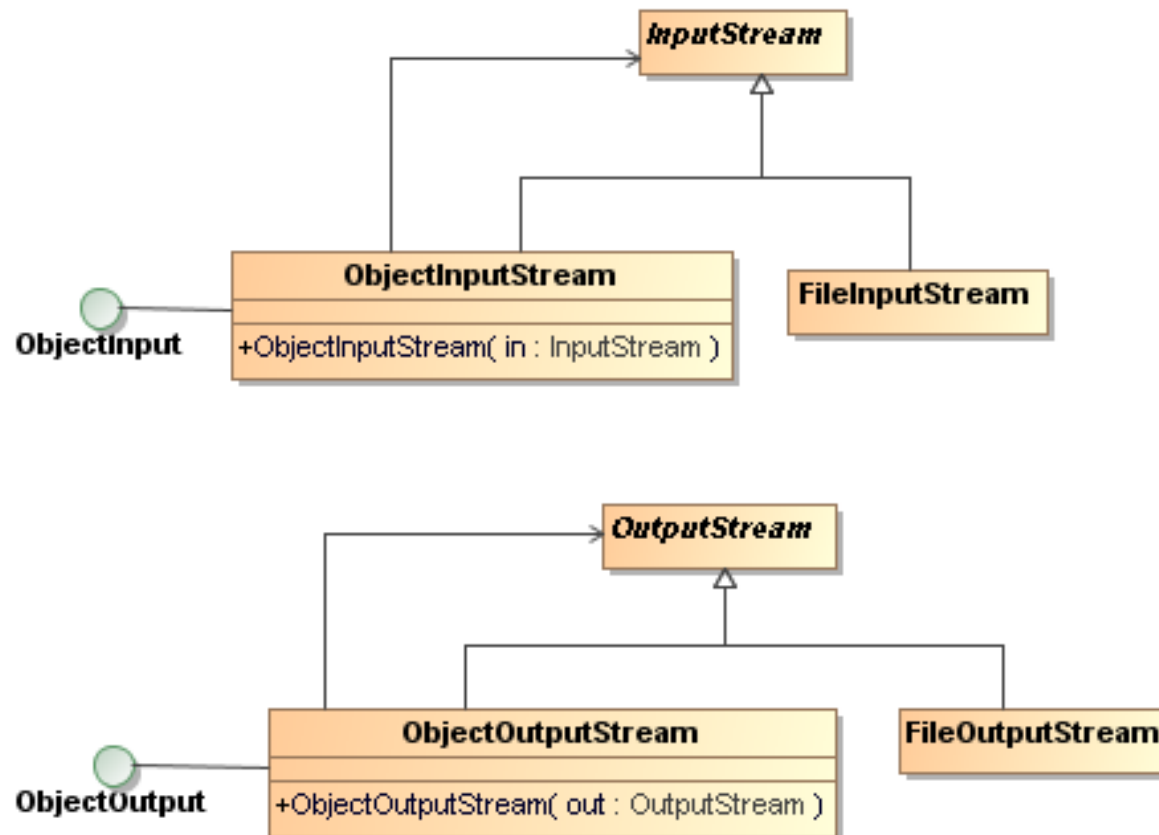 InputStream
ObjectInputStream
FileInputStream
ObjectInput
+ObjectInputStream( in : InputStream )
OutputStream
ObjectOutputStream
FileOutputStream
ObjectOutput
+ObjectOutputStream( out : OutputStream )